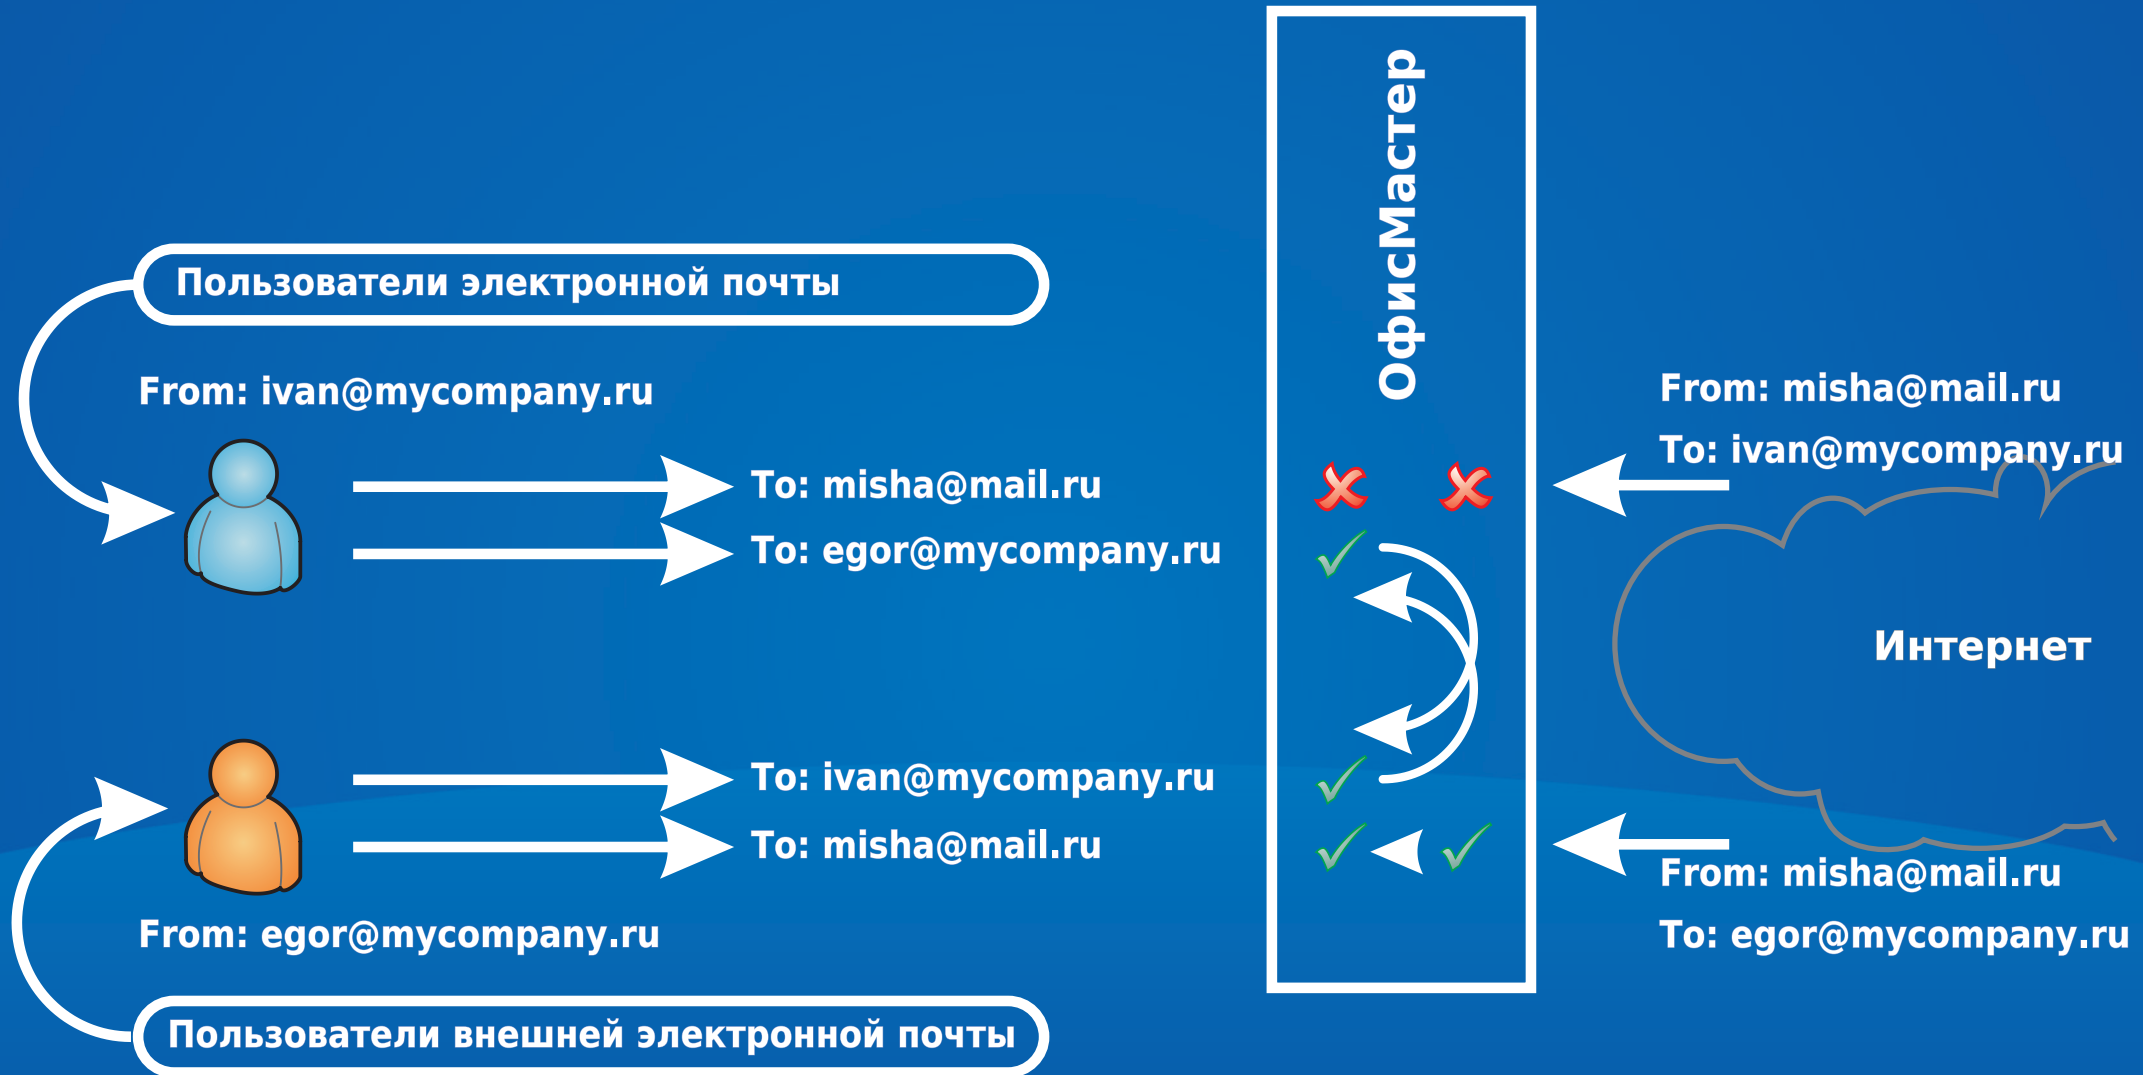 ОфисМастер
Пользователи электронной почты
From: ivan@mycompany.ru
To: misha@mail.ru
To: egor@mycompany.ru
From: misha@mail.ru
To: ivan@mycompany.ru
Интернет
To: ivan@mycompany.ru
To: misha@mail.ru
From: egor@mycompany.ru
From: misha@mail.ru
To: egor@mycompany.ru
Пользователи внешней электронной почты